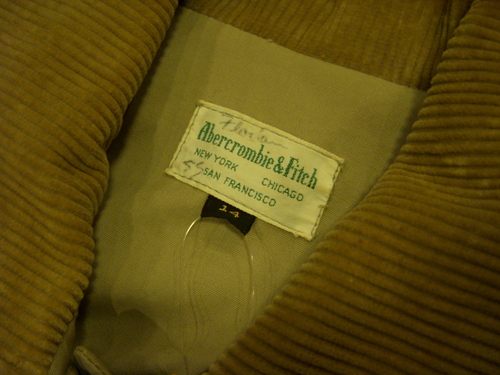 Abercrombie & Fitch
NEW YORK CHICAGO
SAN FRANCISCO
14